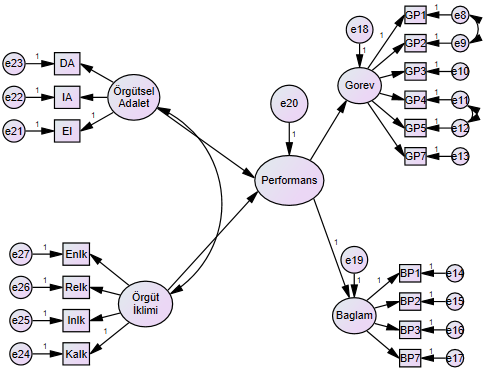 e23
1
DA
e22
1
IA
e21
1
EI
1
Örgütsel
Adalet
e20
1
Performans
e18
1
Gorev
1
GP1
1
e8
GP2
1
e9
GP3
1
e10
GP4
1
e11
GP5
1
e12
GP7
1
e13
e27
1
Enlk
e26
1
Relk
e25
1
Inlk
e24
1
Kalk
1
Örgüt
İklimi
1
e19
1
Baglam
1
BP1
1
e14
BP2
1
e15
BP3
1
e16
BP7
1
e17